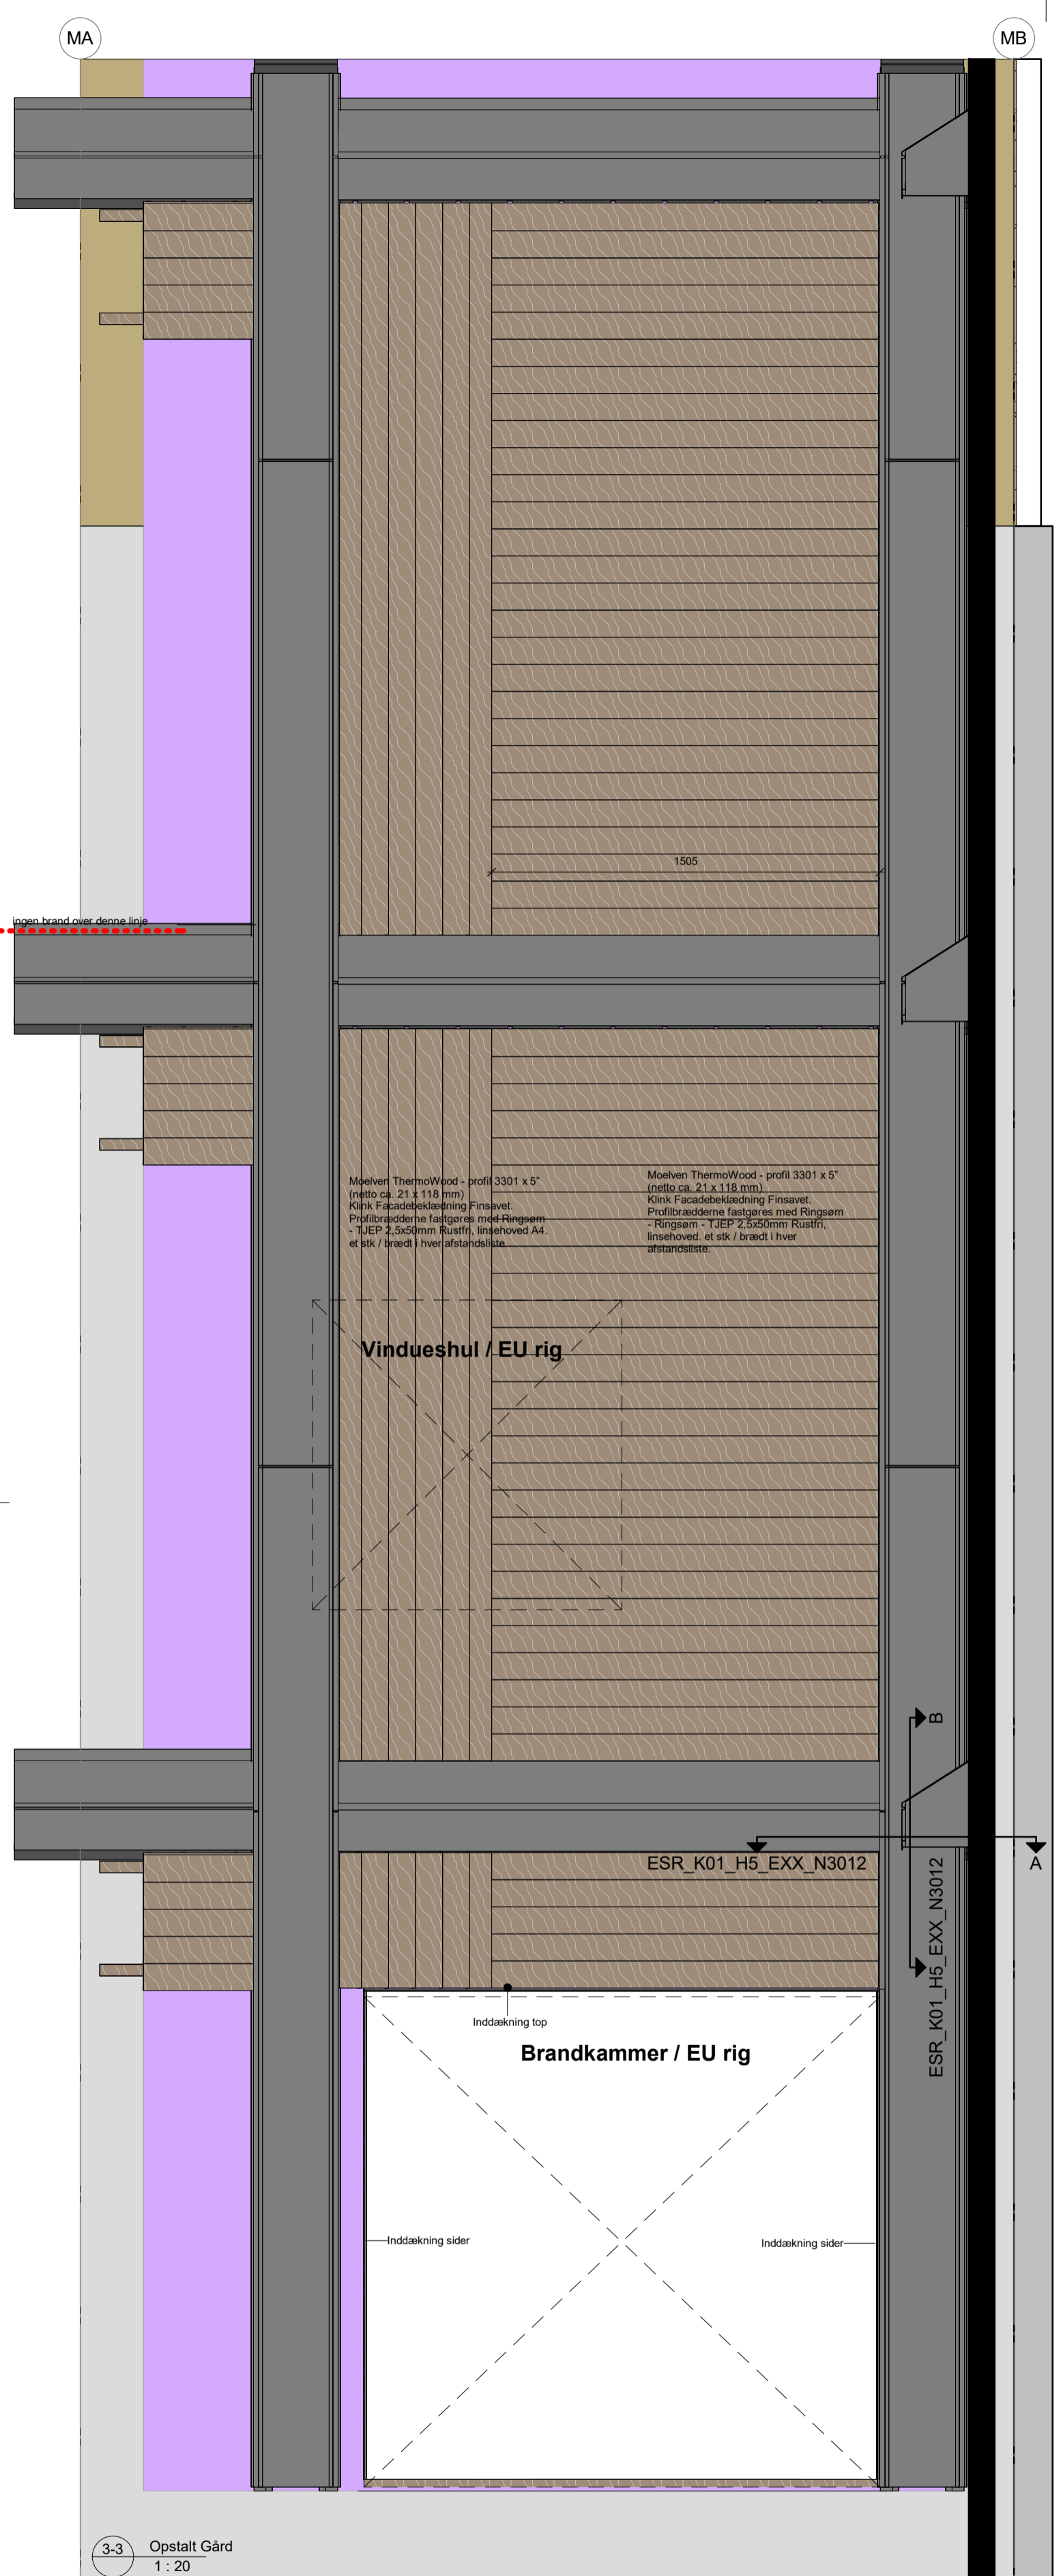 MA
MB
1505
ingen brand over denne linje
Moelven ThermoWood - profil 3301 x 5"
(netto ca. 21 x 118 mm)
Klink Facadebeklædning Finsavet.
Profilbrædderne fastgøres med Ringsøm
- TJEP 2,5x50mm Rustfri, linsehoved A4.
et stk / brædt i hver afstandsliste
Moelven ThermoWood - profil 3301 x 5"
(netto ca. 21 x 118 mm)
Klink Facadebeklædning Finsavet.
Profilbrædderne fastgøres med Ringsøm
- Ringsøm - TJEP 2,5x50mm Rustfri,
linsehoved. et stk / brædt i hver
afstandsliste.
Vindueshul / EU rig
B
ESR_K01_H5_EXX_N3012
A
ESR_K01_H5_EXX_N3012
Inddækning top
Brandkammer / EU rig
Inddækning sider
Inddækning sider
3-3
Opstalt Gård
1 : 20